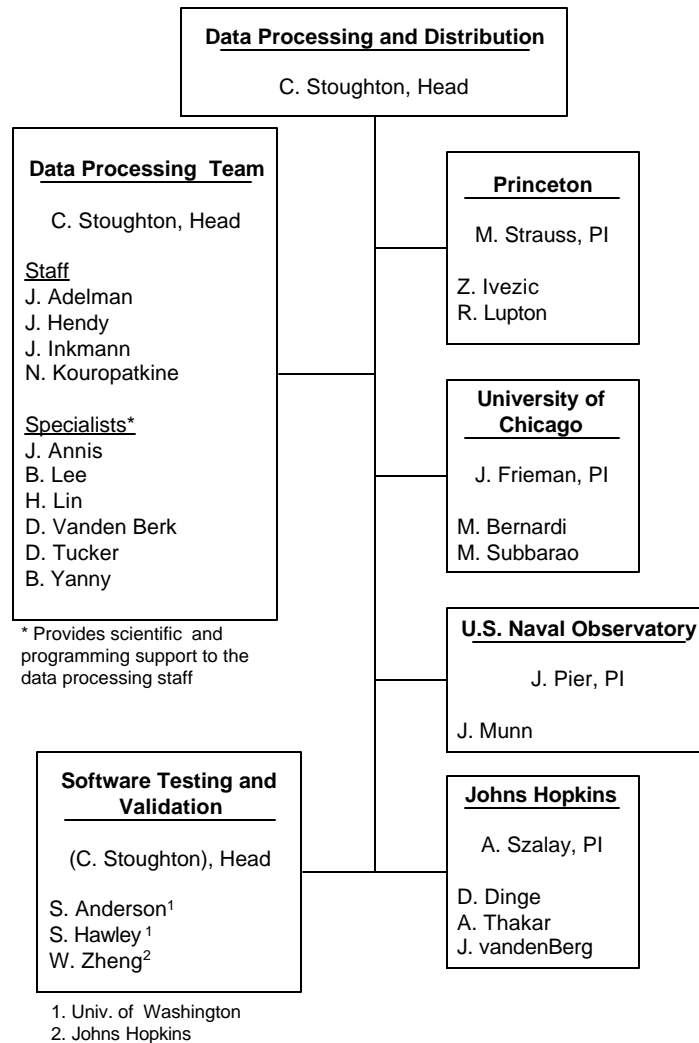 Data Processing and Distribution
C. Stoughton, Head
Data Processing Team
C. Stoughton, Head
Staff
J. Adelman
J. Hendy
J. Inkmann
N. Kouropatkine
Specialists*
J. Annis
B. Lee
H. Lin
D. Vanden Berk
D. Tucker
B. Yanny
* Provides scientific and
programming support to the
data processing staff
Software Testing and
Validation
(C. Stoughton), Head
S. Anderson¹
S. Hawley ¹
W. Zheng²
1. Univ. of Washington
2. Johns Hopkins
Princeton
M. Strauss, PI
Z. Ivezic
R. Lupton
University of
Chicago
J. Frieman, PI
M. Bernardi
M. Subbarao
U.S. Naval Observatory
J. Pier, PI
J. Munn
Johns Hopkins
A. Szalay, PI
D. Dinge
A. Thakar
J. vandenBerg